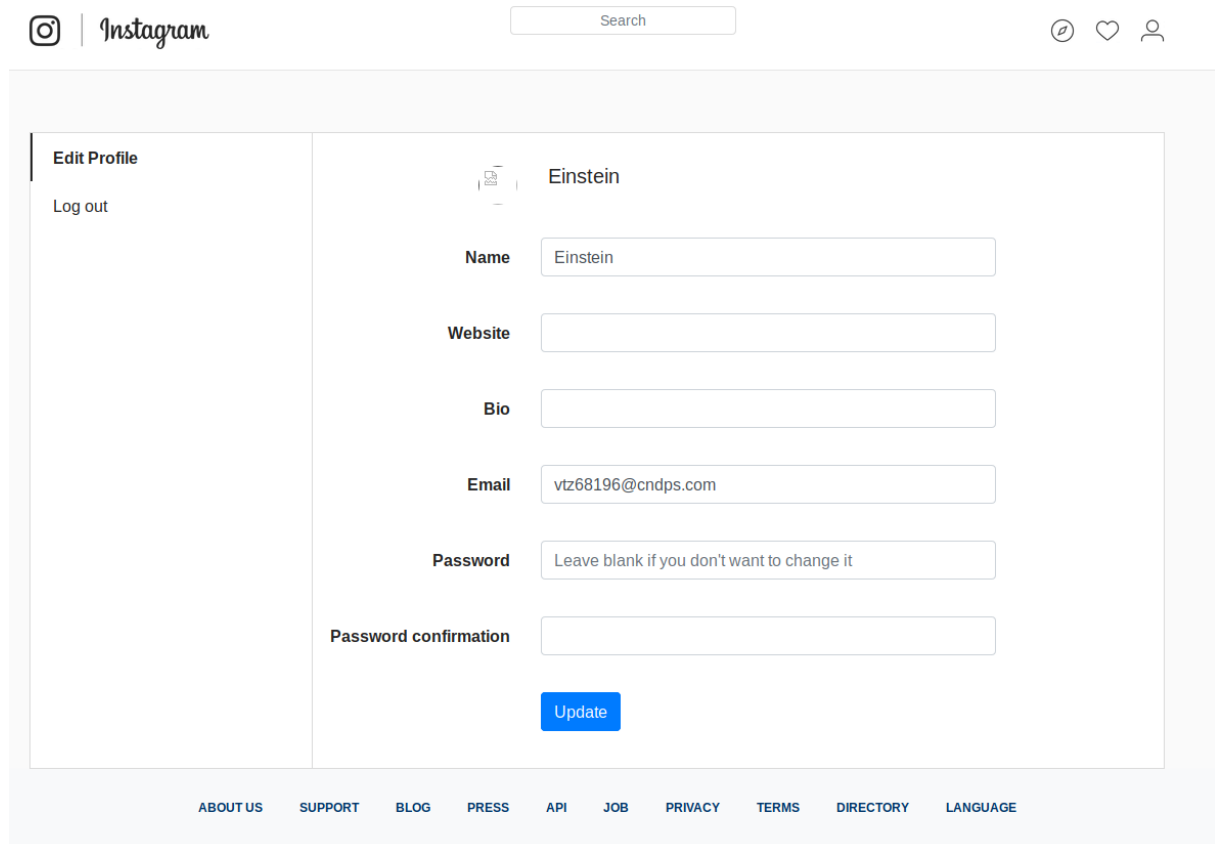 Instagram
Search
Edit Profile
Log out
Einstein
Name
Einstein
Website
Bio
Email
vtz68196@cndps.com
Password
Leave blank if you don't want to change it
Password confirmation
Update
ABOUT US SUPPORT BLOG PRESS API JOB PRIVACY TERMS DIRECTORY LANGUAGE